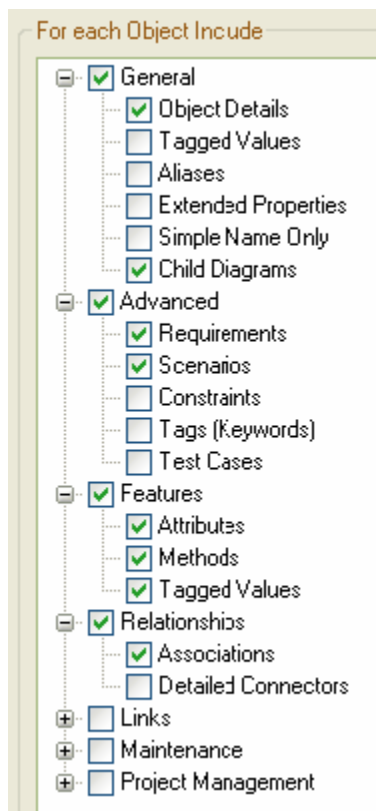 For each Object Incude
General
Object Details
Tagged Values
Aliases
Extended Properties
Simple Name Only
Child Diagrams
Advanced
Requirements
Scenarios
Constraints
Tags (Keywords)
Test Cases
Features
Attributes
Methods
Tagged Values
Relationships
Associations
Detailed Connectors
Links
Maintenance
Project Management